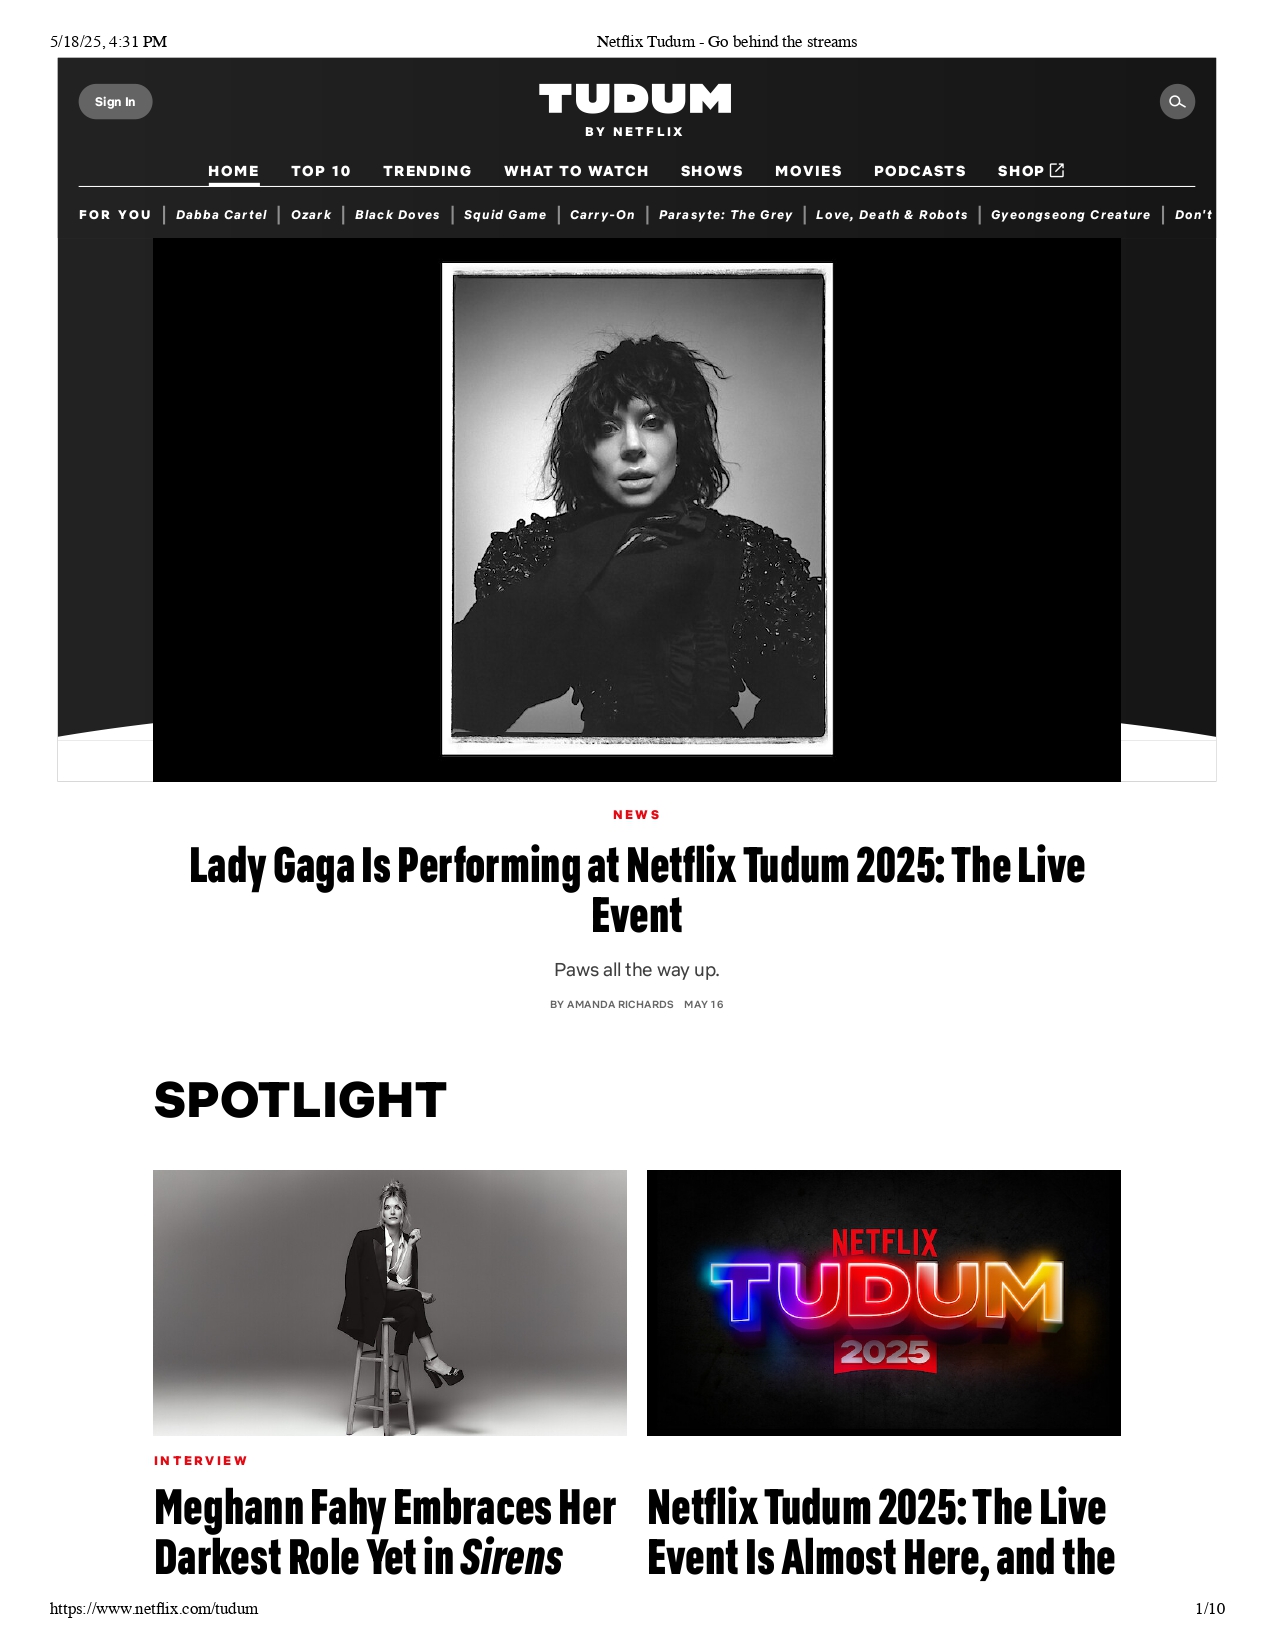 5/18/25, 4:31 PM
Netflix Tudum - Go behind the streams
Sign In
TUDUM
BY NETFLIX
HOME TOP 10 TRENDING WHAT TO WATCH SHOWS MOVIES PODCASTS SHOP
FOR YOU | Dabba Cartel | Ozark | Black Doves | Squid Game | Carry-On | Parasyte: The Grey | Love, Death & Robots | Gyeongseong Creature | Don't
NEWS
Lady Gaga Is Performing at Netflix Tudum 2025: The Live
Event
Paws all the way up.
BY AMANDA RICHARDS MAY 16
SPOTLIGHT
NETFLIX
TUDUM
2025
INTERVIEW
Meghann Fahy Embraces Her
Darkest Role Yet in Sirens
Netflix Tudum 2025: The Live
Event Is Almost Here, and the
https://www.netflix.com/tudum
1/10